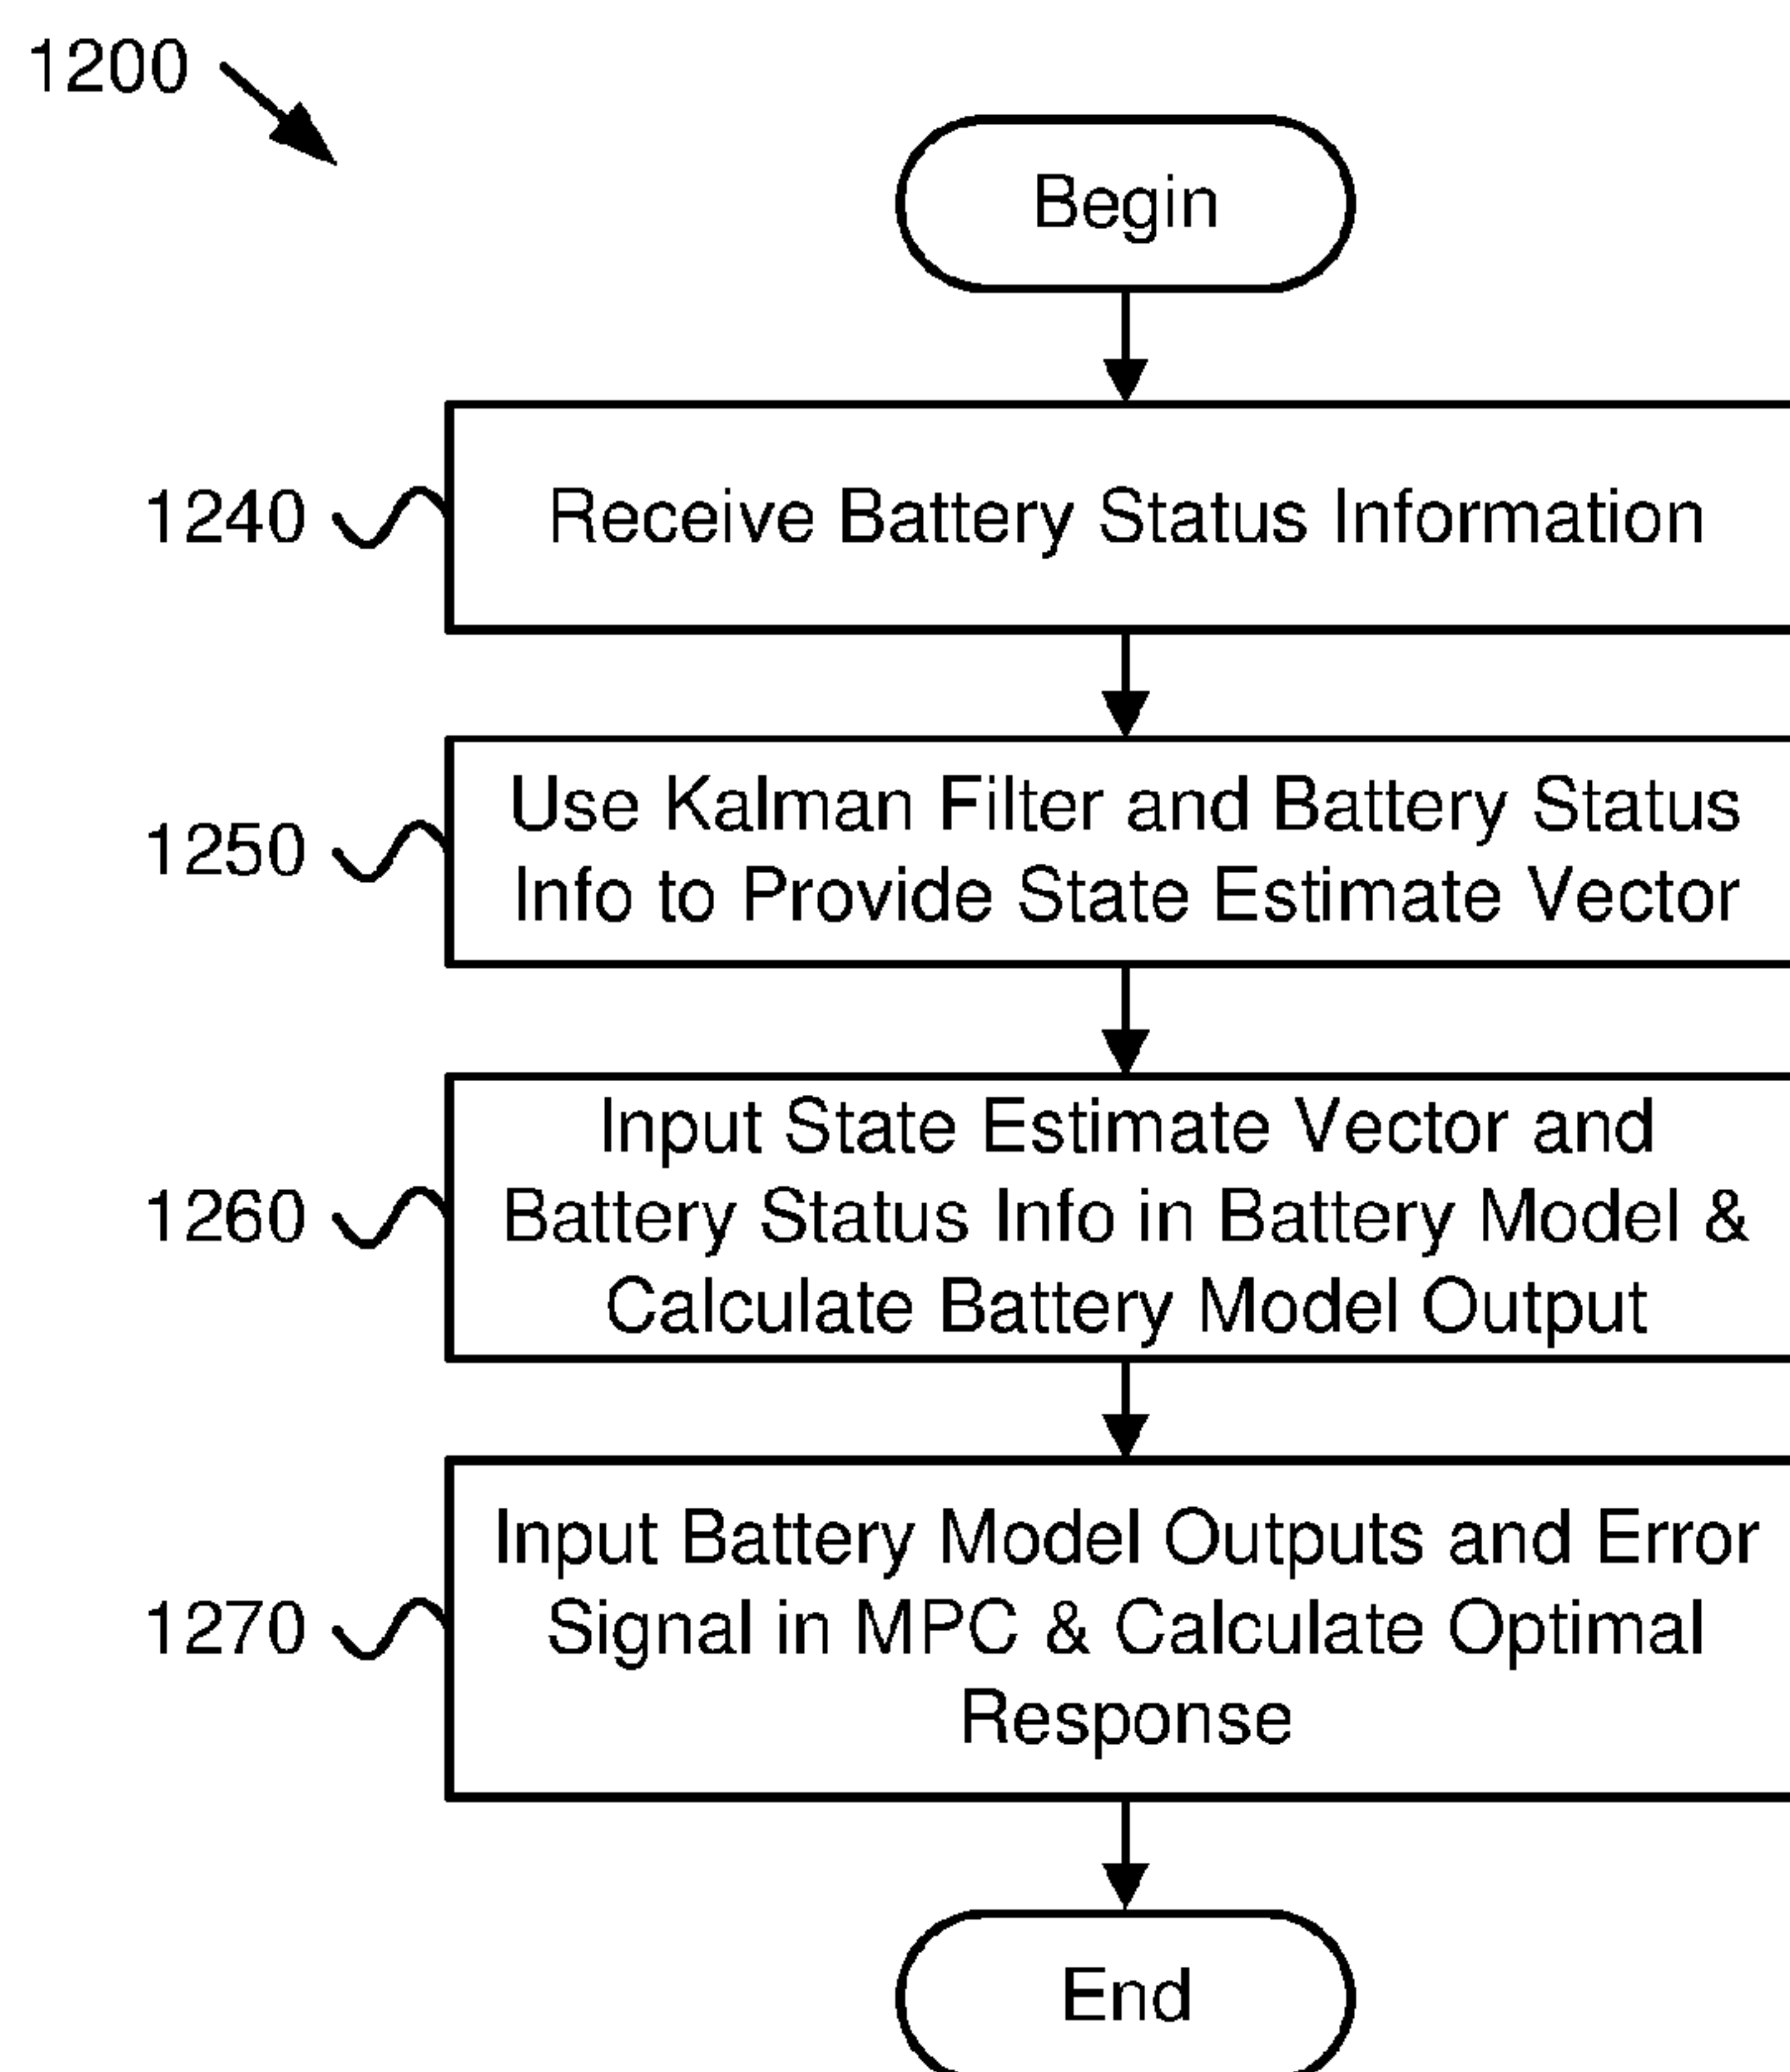 1200
Begin
1240
Receive Battery Status Information
1250
Use Kalman Filter and Battery Status
Info to Provide State Estimate Vector
1260
Input State Estimate Vector and
Battery Status Info in Battery Model &
Calculate Battery Model Output
1270
Input Battery Model Outputs and Error
Signal in MPC & Calculate Optimal
Response
End